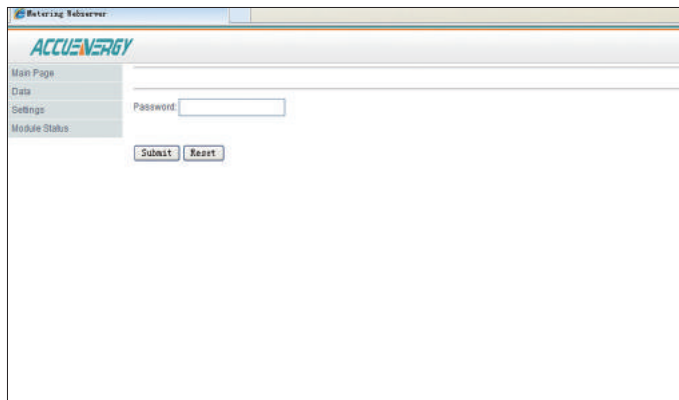 Metering Webserver
ACCUENERGY
Main Page
Data
Settings
Password:
Module Status
Submit Reset